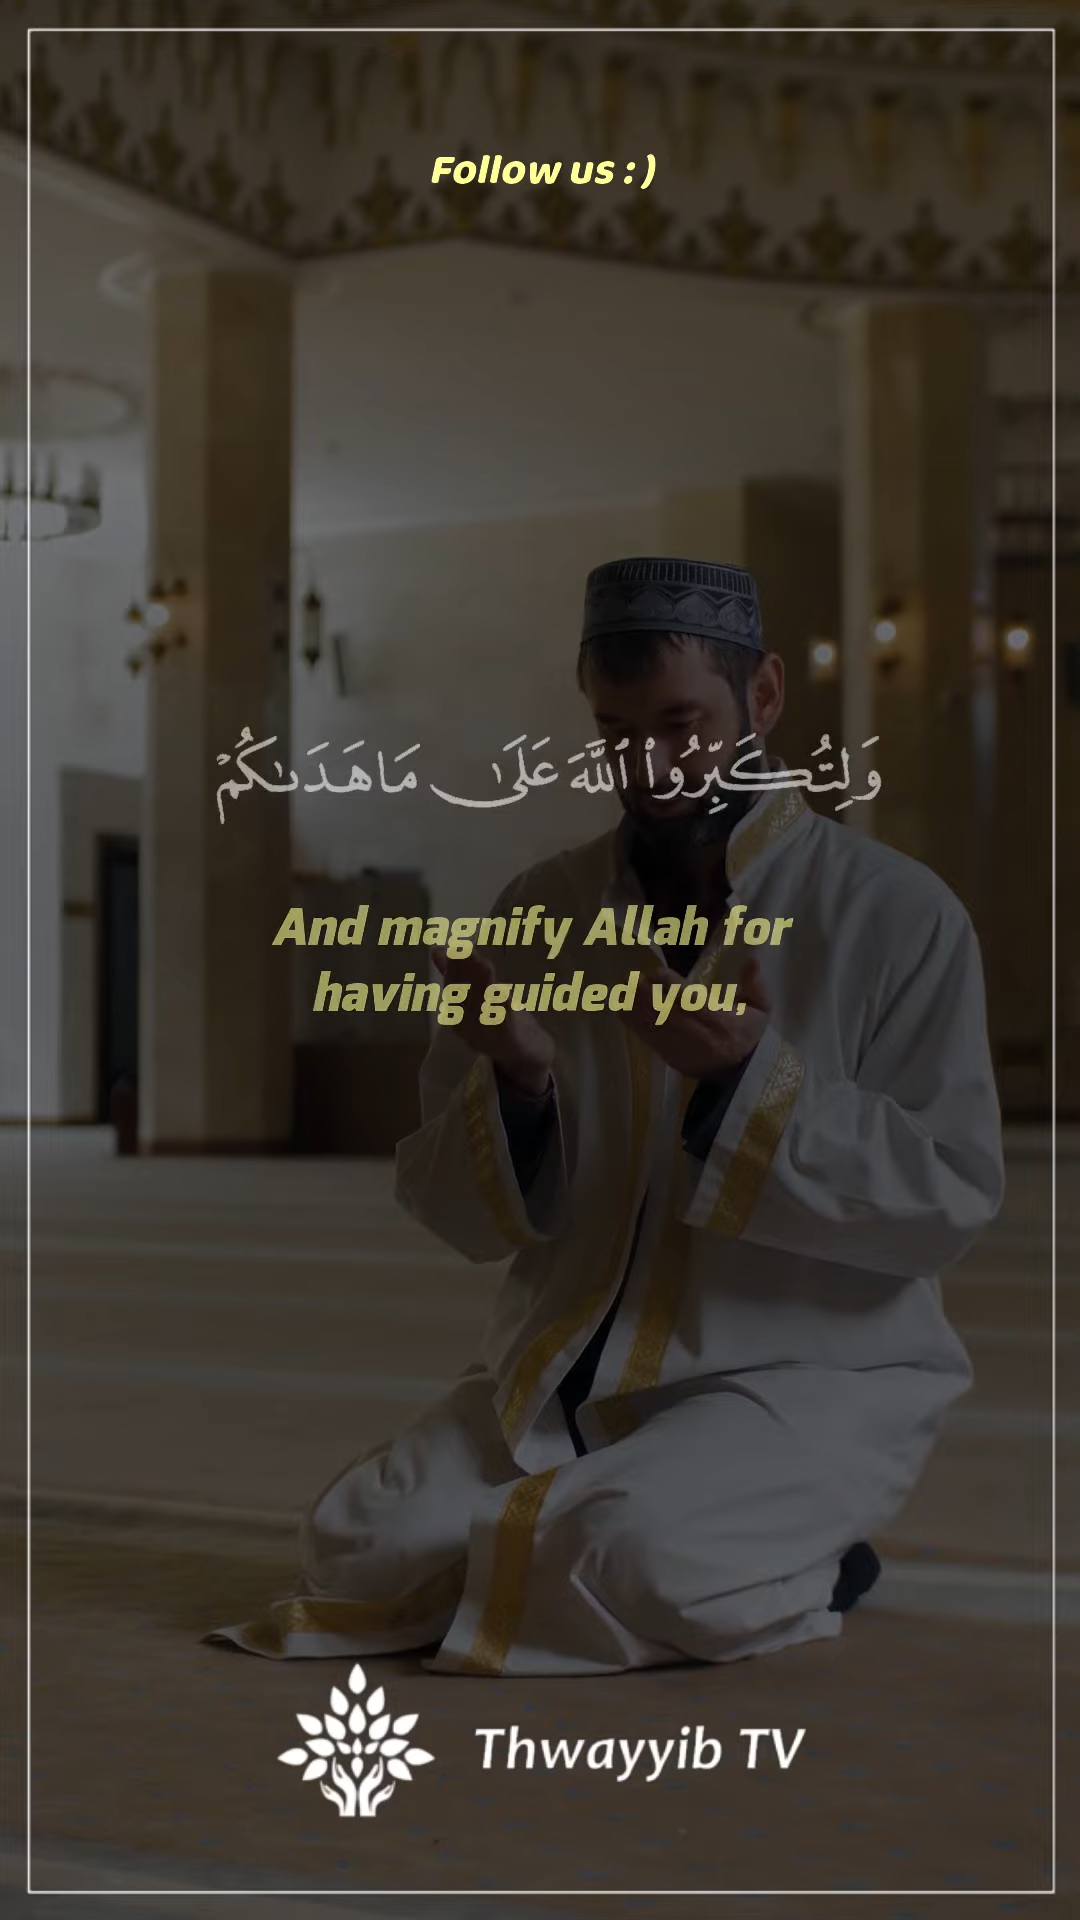 Follow us : )
وَلِتُكَبِّرُوا۟ ٱللَّهَ عَلَىٰ مَا هَدَىٰكُمْ
And magnify Allah for
having guided you,
Thwayyib TV